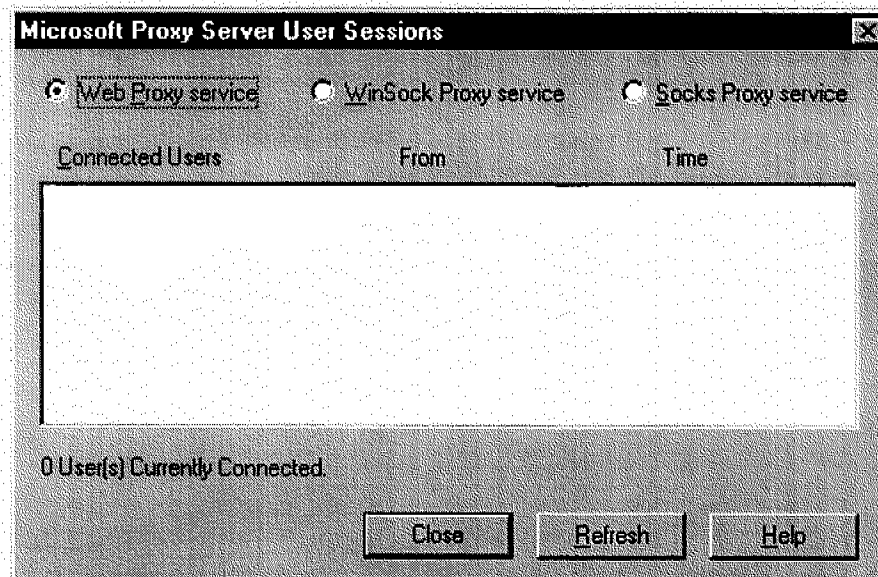 Microsoft Proxy Server User Sessions
Web Proxy service WinSock Proxy service Socks Proxy service
Connected Users From Time
0 User(s) Currently Connected.
Close Refresh Help